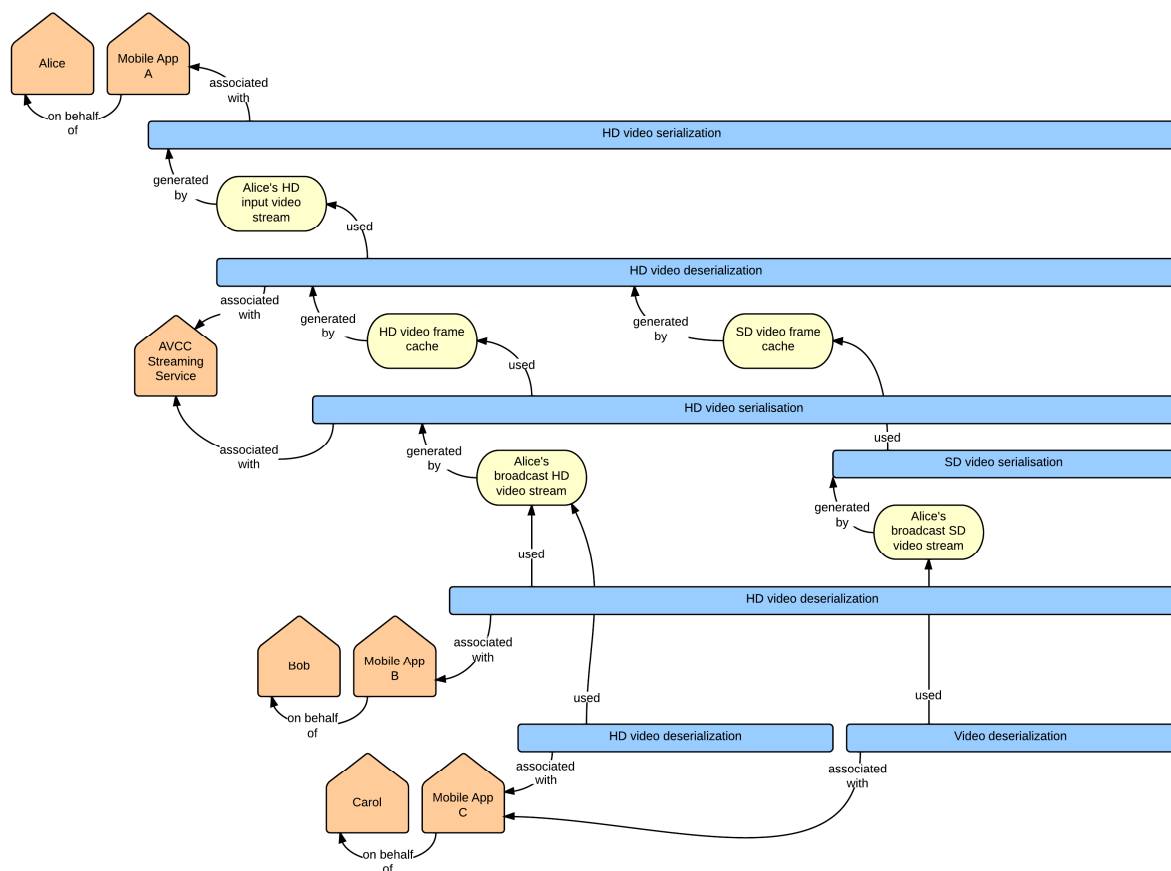 Alice
Mobile App
A
associated
with
on behalf
of
HD video serialization
generated
by
Alice's HD
input video
stream
used
HD video deserialization
associated
with
generated
by
HD video frame
cache
generated
by
SD video frame
cache
AVCC
Streaming
Service
used
HD video serialisation
associated
with
generated
by
Alice's
broadcast HD
video stream
used
SD video serialisation
generated
by
Alice's
broadcast SD
video stream
used
HD video deserialization
associated
with
Bob
Mobile App
B
on behalf
of
used
used
HD video deserialization
Video deserialization
associated
with
associated
with
Carol
Mobile App
C
on behalf
of